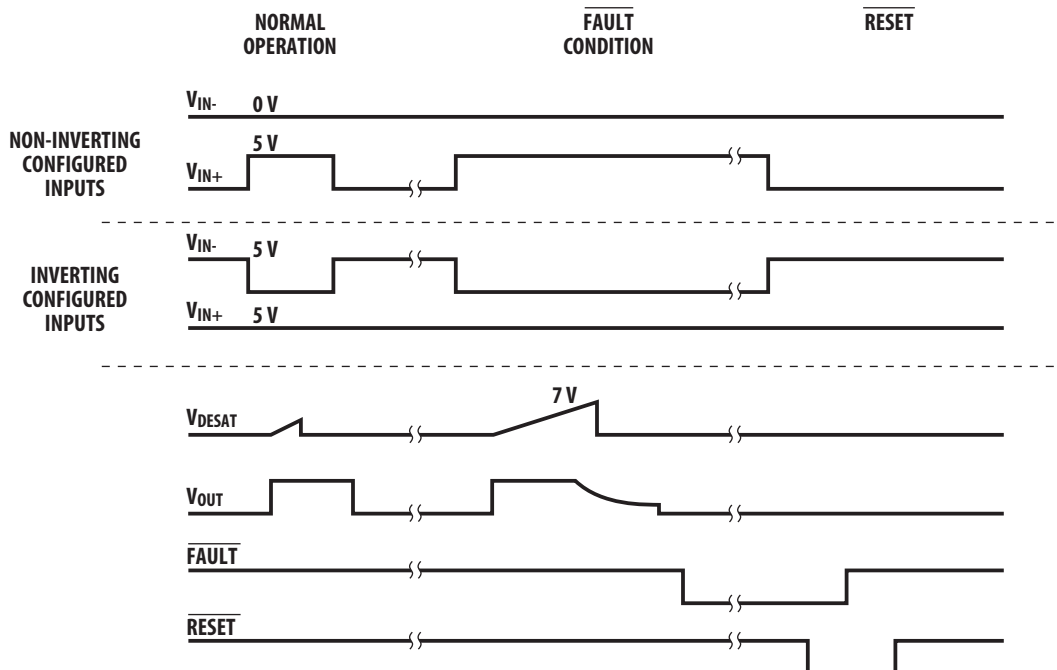 NORMAL
OPERATION
FAULT
CONDITION
RESET
NON-INVERTING
CONFIGURED
INPUTS
VIN- 0 V
5 V
VIN+
INVERTING
CONFIGURED
INPUTS
VIN- 5 V
VIN+ 5 V
7 V
VDESAT
VOUT
FAULT
RESET